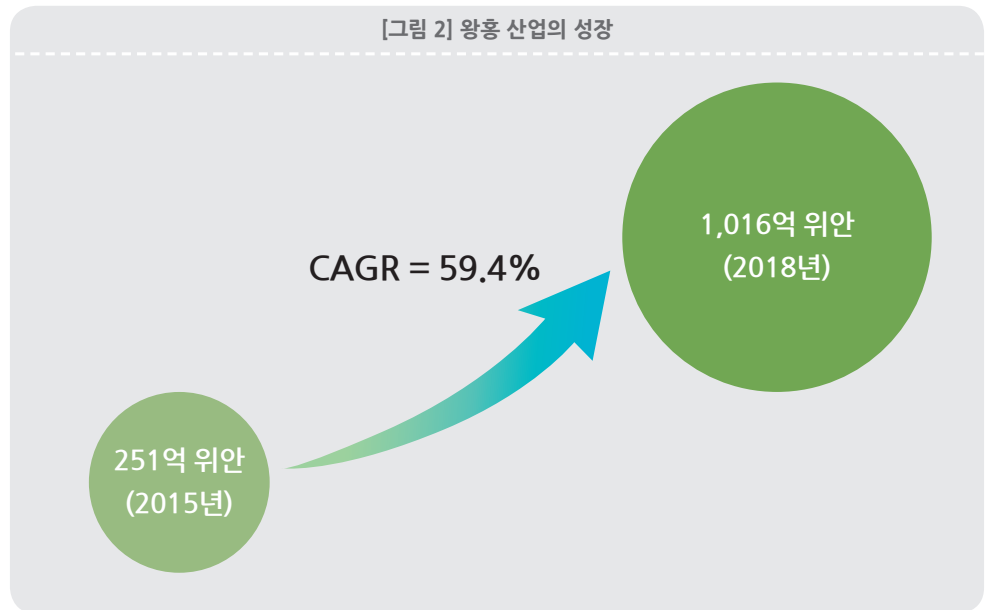 [그림 2] 왕홍 산업의 성장
1,016억 위안
(2018년)
CAGR = 59.4%
251억 위안
(2015년)